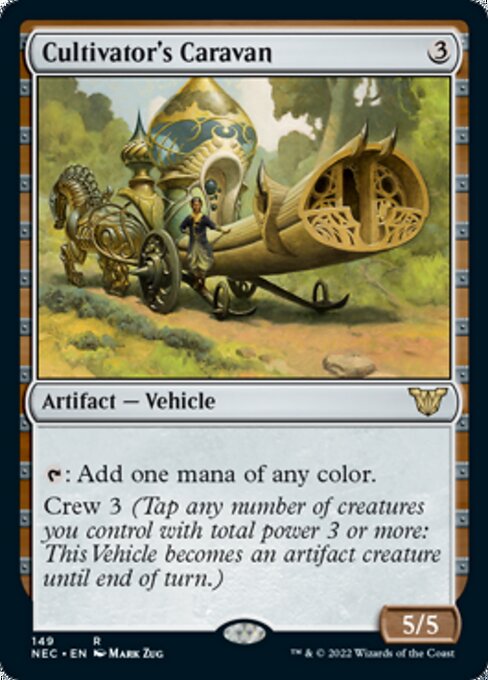 Cultivator's Caravan 3
Artifact — Vehicle
T: Add one mana of any color.
Crew 3 (Tap any number of creatures
you control with total power 3 or more:
This Vehicle becomes an artifact creature
until end of turn.)
5/5
149 R
NEC • EN Mark Zug
™ & © 2022 Wizards of the Coast